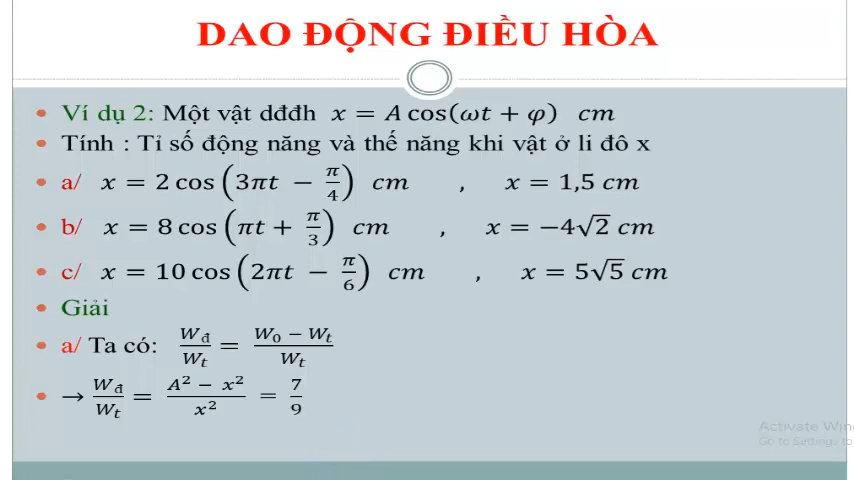 DAO ĐỘNG ĐIỀU HÒA
• Ví dụ 2: Một vật dđđh x = A cos(ωt + φ) cm
• Tính : Tỉ số động năng và thế năng khi vật ở li đô x
• a/ x = 2 cos(3πt − π/4) cm , x = 1,5 cm
• b/ x = 8 cos(πt + π/3) cm , x = −4√2 cm
• c/ x = 10 cos(2πt − π/6) cm , x = 5√5 cm
• Giải
• a/ Ta có: Wđ/Wt = (W0 − Wt)/Wt
• → Wđ/Wt = (A² − x²)/x² = 7/9
Activate Win
Go to Settings to